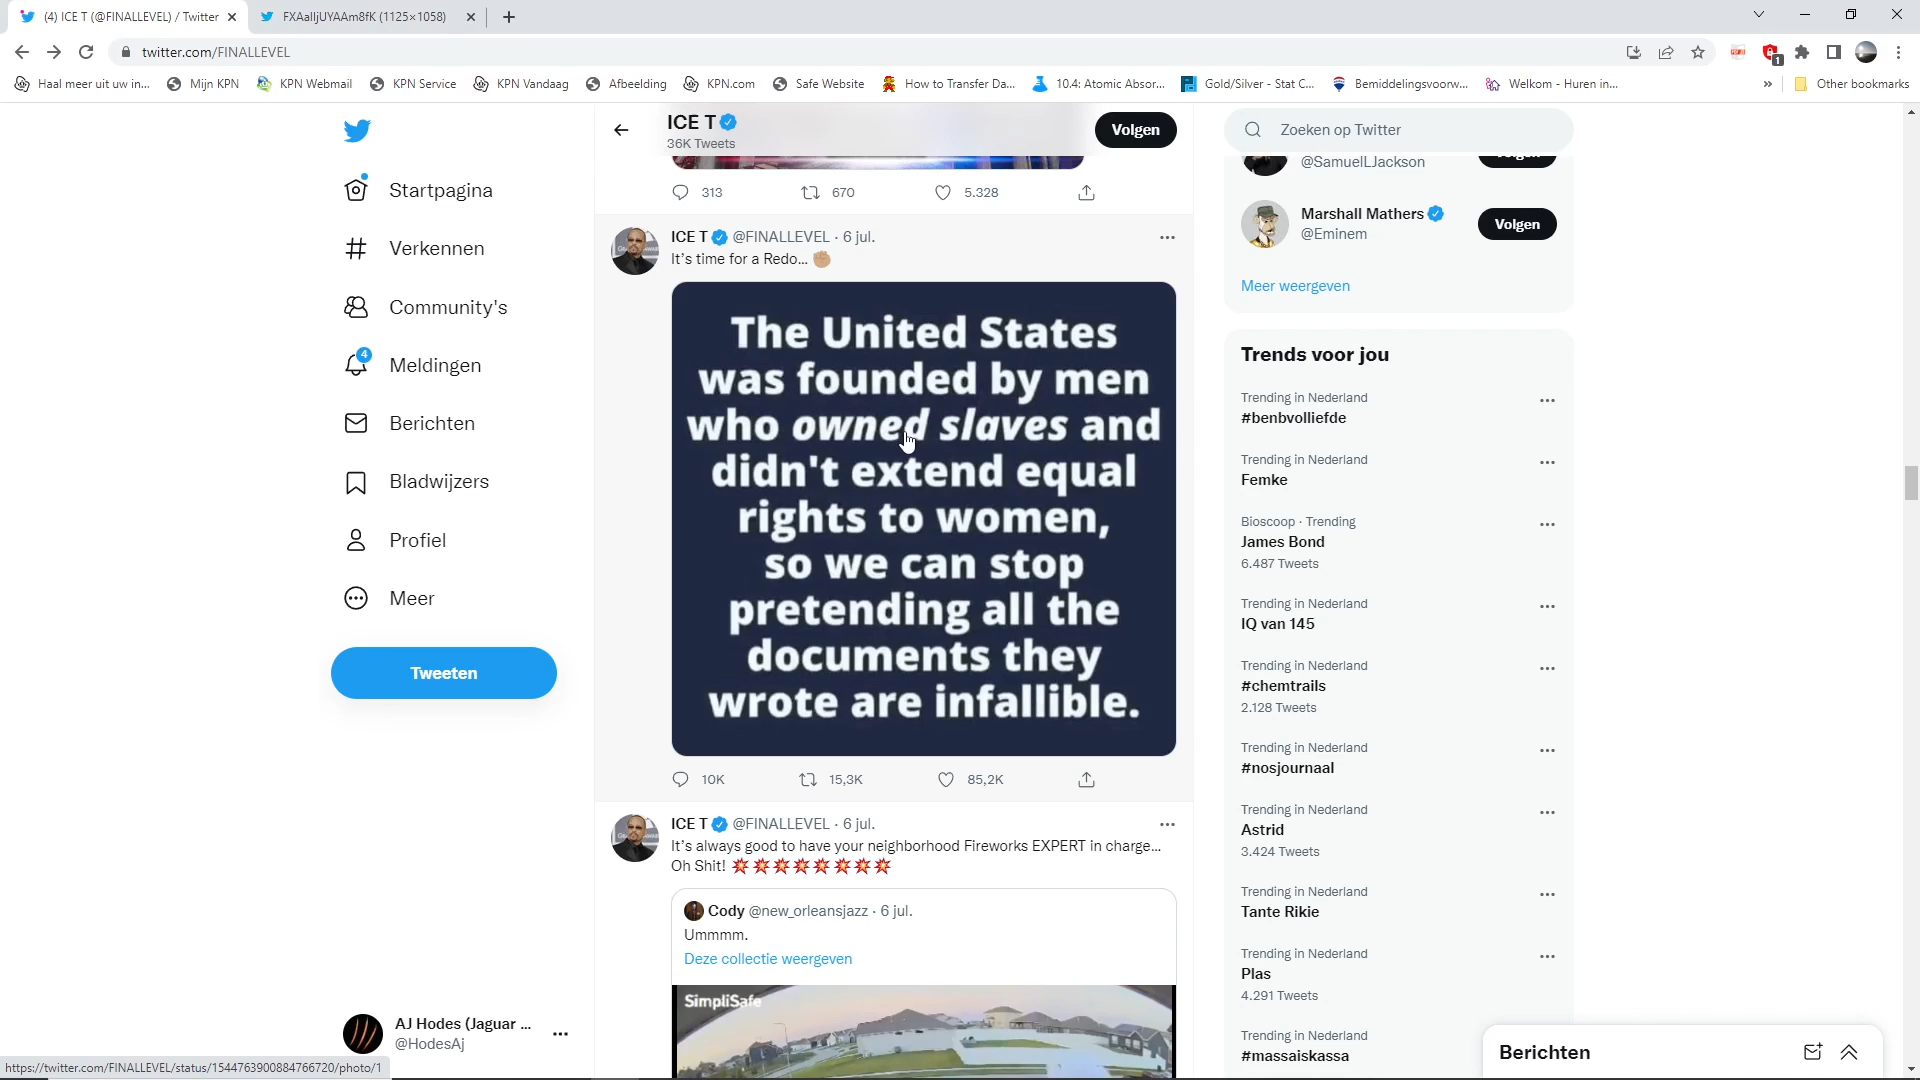 (4) ICE T (@FINALLEVEL) / Twitter
FXAalljUYAAm8fK (1125×1058)
twitter.com/FINALLEVEL
1
Haal meer uit uw in...
Mijn KPN
KPN Webmail
KPN Service
KPN Vandaag
Afbeelding
KPN.com
Safe Website
How to Transfer Da...
10.4: Atomic Absor...
Gold/Silver - Stat C...
Bemiddelingsvoorw...
Welkom - Huren in...
»
Other bookmarks
Startpagina
Verkennen
Community's
4
Meldingen
Berichten
Bladwijzers
Profiel
Meer
Tweeten
AJ Hodes (Jaguar ...
@HodesAj
https://twitter.com/FINALLEVEL/status/1544763900884766720/photo/1
ICE T
36K Tweets
Volgen
313
670
5.328
ICE T @FINALLEVEL · 6 jul.
It's time for a Redo...
The United States
was founded by men
who owned slaves and
didn't extend equal
rights to women,
so we can stop
pretending all the
documents they
wrote are infallible.
10K
15,3K
85,2K
ICE T @FINALLEVEL · 6 jul.
It's always good to have your neighborhood Fireworks EXPERT in charge...
Oh Shit!
Cody @new_orleansjazz · 6 jul.
Ummmm.
Deze collectie weergeven
SimpliSafe
Zoeken op Twitter
@SamuelLJackson
Volgen
Marshall Mathers
@Eminem
Volgen
Meer weergeven
Trends voor jou
Trending in Nederland
#benbvolliefde
Trending in Nederland
Femke
Bioscoop · Trending
James Bond
6.487 Tweets
Trending in Nederland
IQ van 145
Trending in Nederland
#chemtrails
2.128 Tweets
Trending in Nederland
#nosjournaal
Trending in Nederland
Astrid
3.424 Tweets
Trending in Nederland
Tante Rikie
Trending in Nederland
Plas
4.291 Tweets
Trending in Nederland
#massaiskassa
Berichten